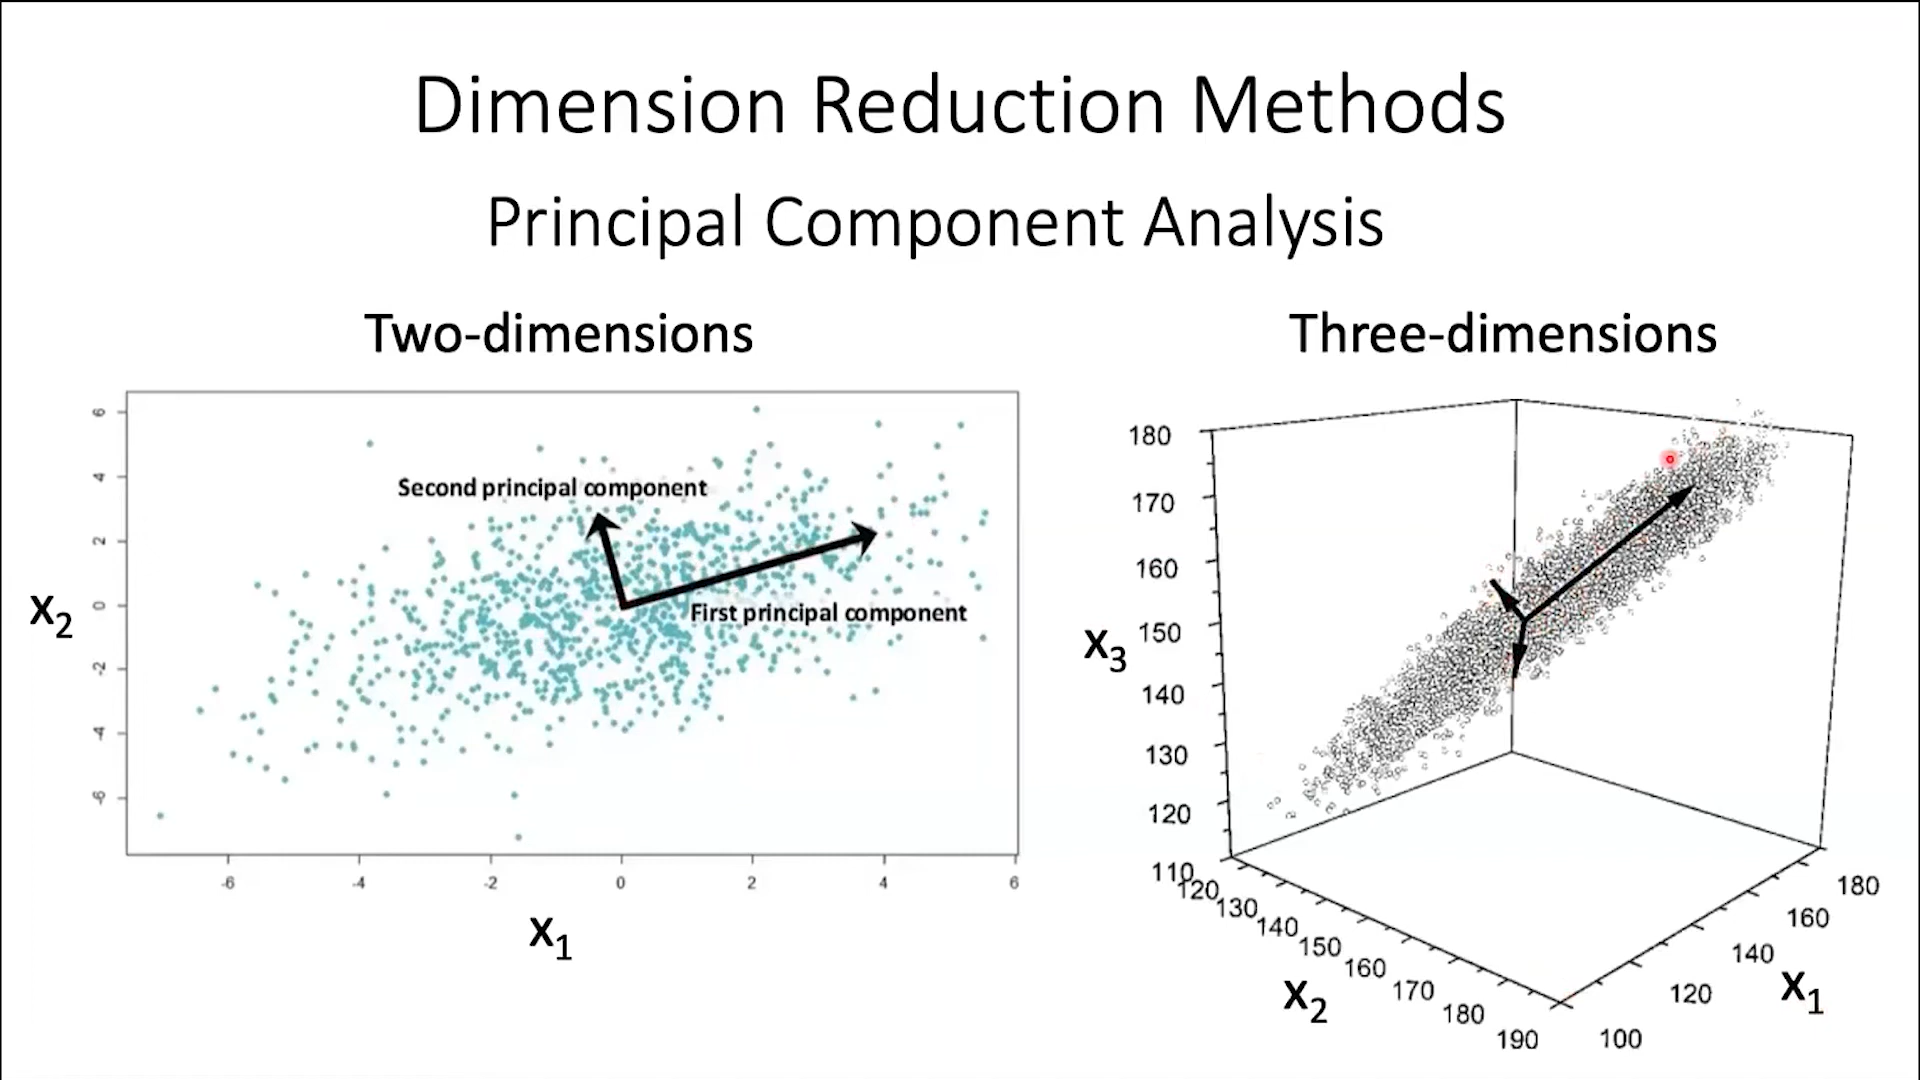 Dimension Reduction Methods
Principal Component Analysis
Two-dimensions
Three-dimensions
6
4
2
0
-2
-4
-6
x2
Second principal component
First principal component
-6 -4 -2 0 2 4 6
x1
180
170
160
150
140
130
120
110
x3
120 130 140 150 160 170 180 190
x2
100 120 140 160 180
x1